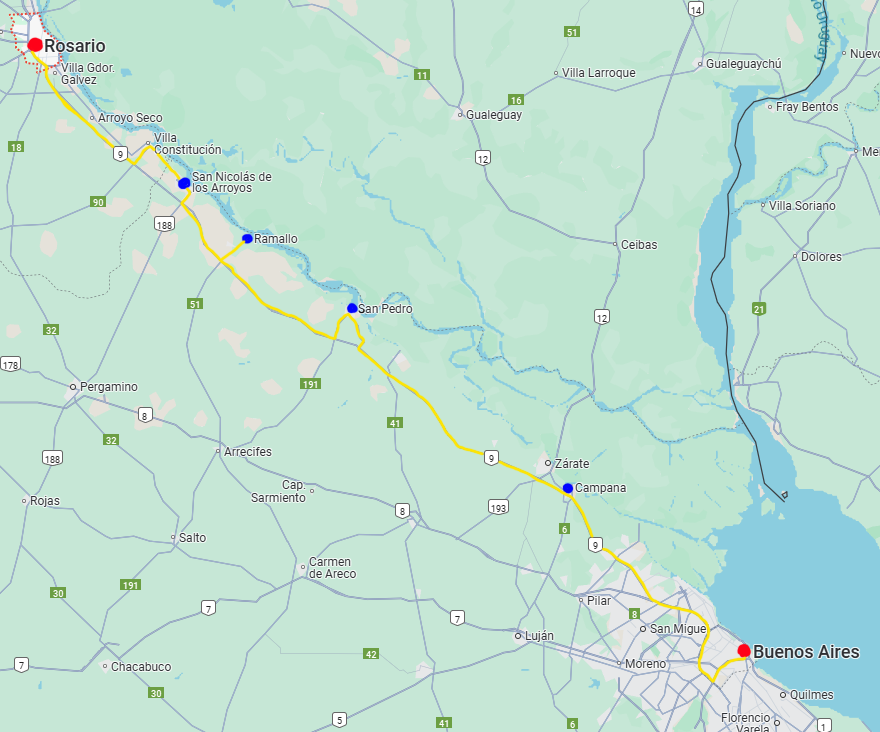 14
51
Nuevo
Rosario
Villa Gdor.
Galvez
Villa Larroque
Gualeguaychú
11
16
Gualeguay
Fray Bentos
Arroyo Seco
Villa
Constitución
18
9
12
San Nicolás de
los Arroyos
90
Villa Soriano
188
Ramallo
Ceibas
Dolores
51
San Pedro
21
12
32
178
Pergamino
191
8
41
32
Arrecifes
188
9
Zárate
Cap.
Sarmiento
Campana
Rojas
193
8
6
Salto
9
Carmen
de Areco
191
30
7
Pilar
7
8
San Migue
Luján
42
Moreno
Buenos Aires
7
Chacabuco
30
Quilmes
5
41
6
Florencio
Varela
1